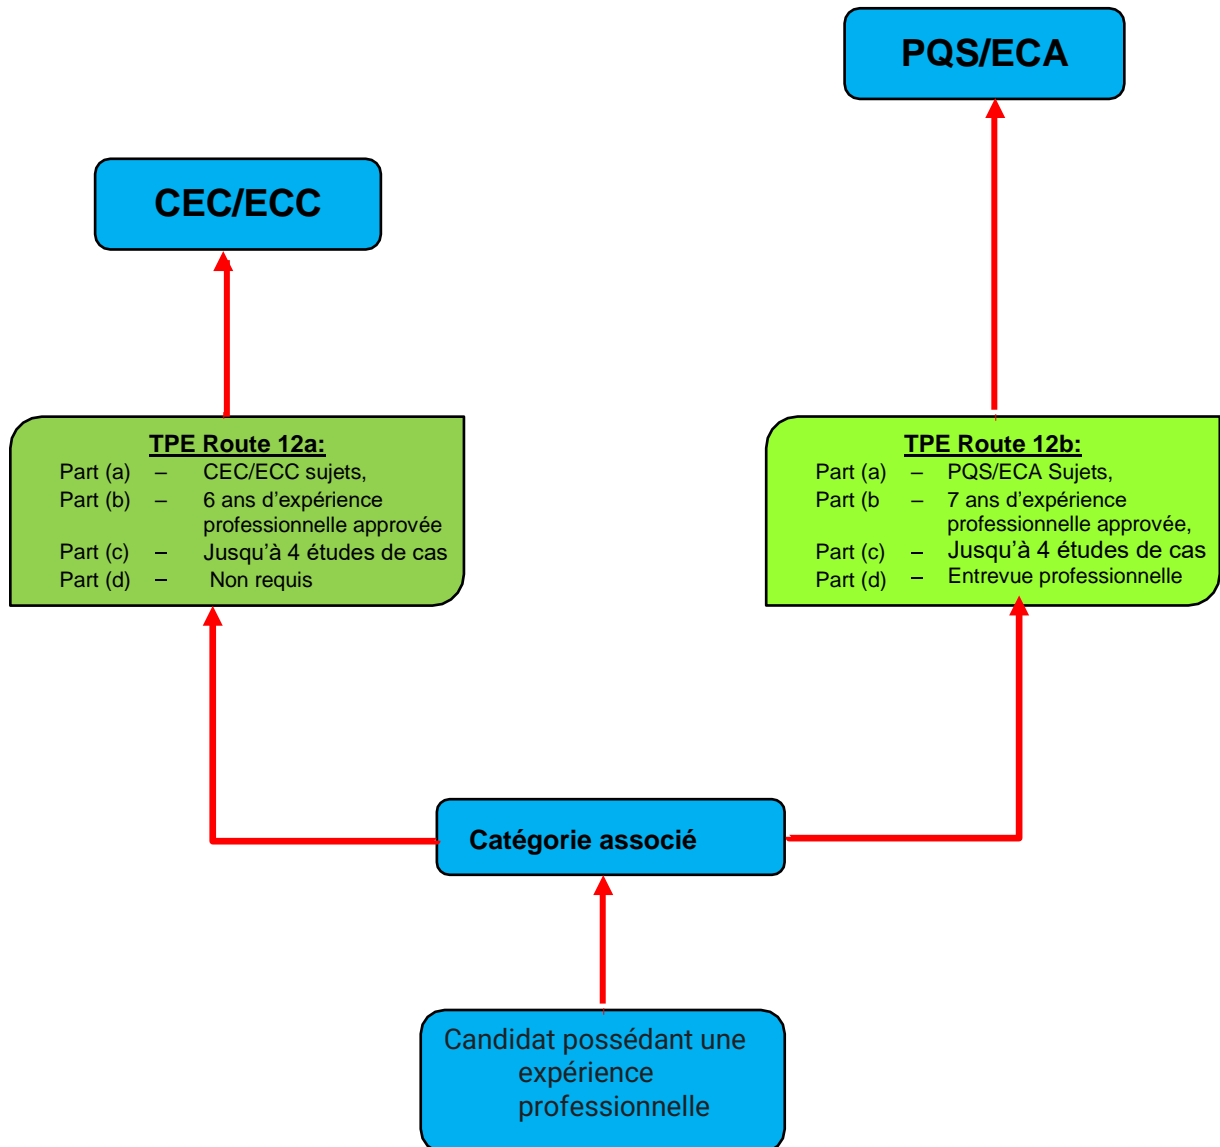 PQS/ECA
CEC/ECC
TPE Route 12a:
Part (a) – CEC/ECC sujets,
Part (b) – 6 ans d'expérience
professionnelle approvée
Part (c) – Jusqu'à 4 études de cas
Part (d) – Non requis
TPE Route 12b:
Part (a) – PQS/ECA Sujets,
Part (b – 7 ans d'expérience
professionnelle approvée,
Part (c) – Jusqu'à 4 études de cas
Part (d) – Entrevue professionnelle
Catégorie associé
Candidat possédant une
expérience
professionnelle